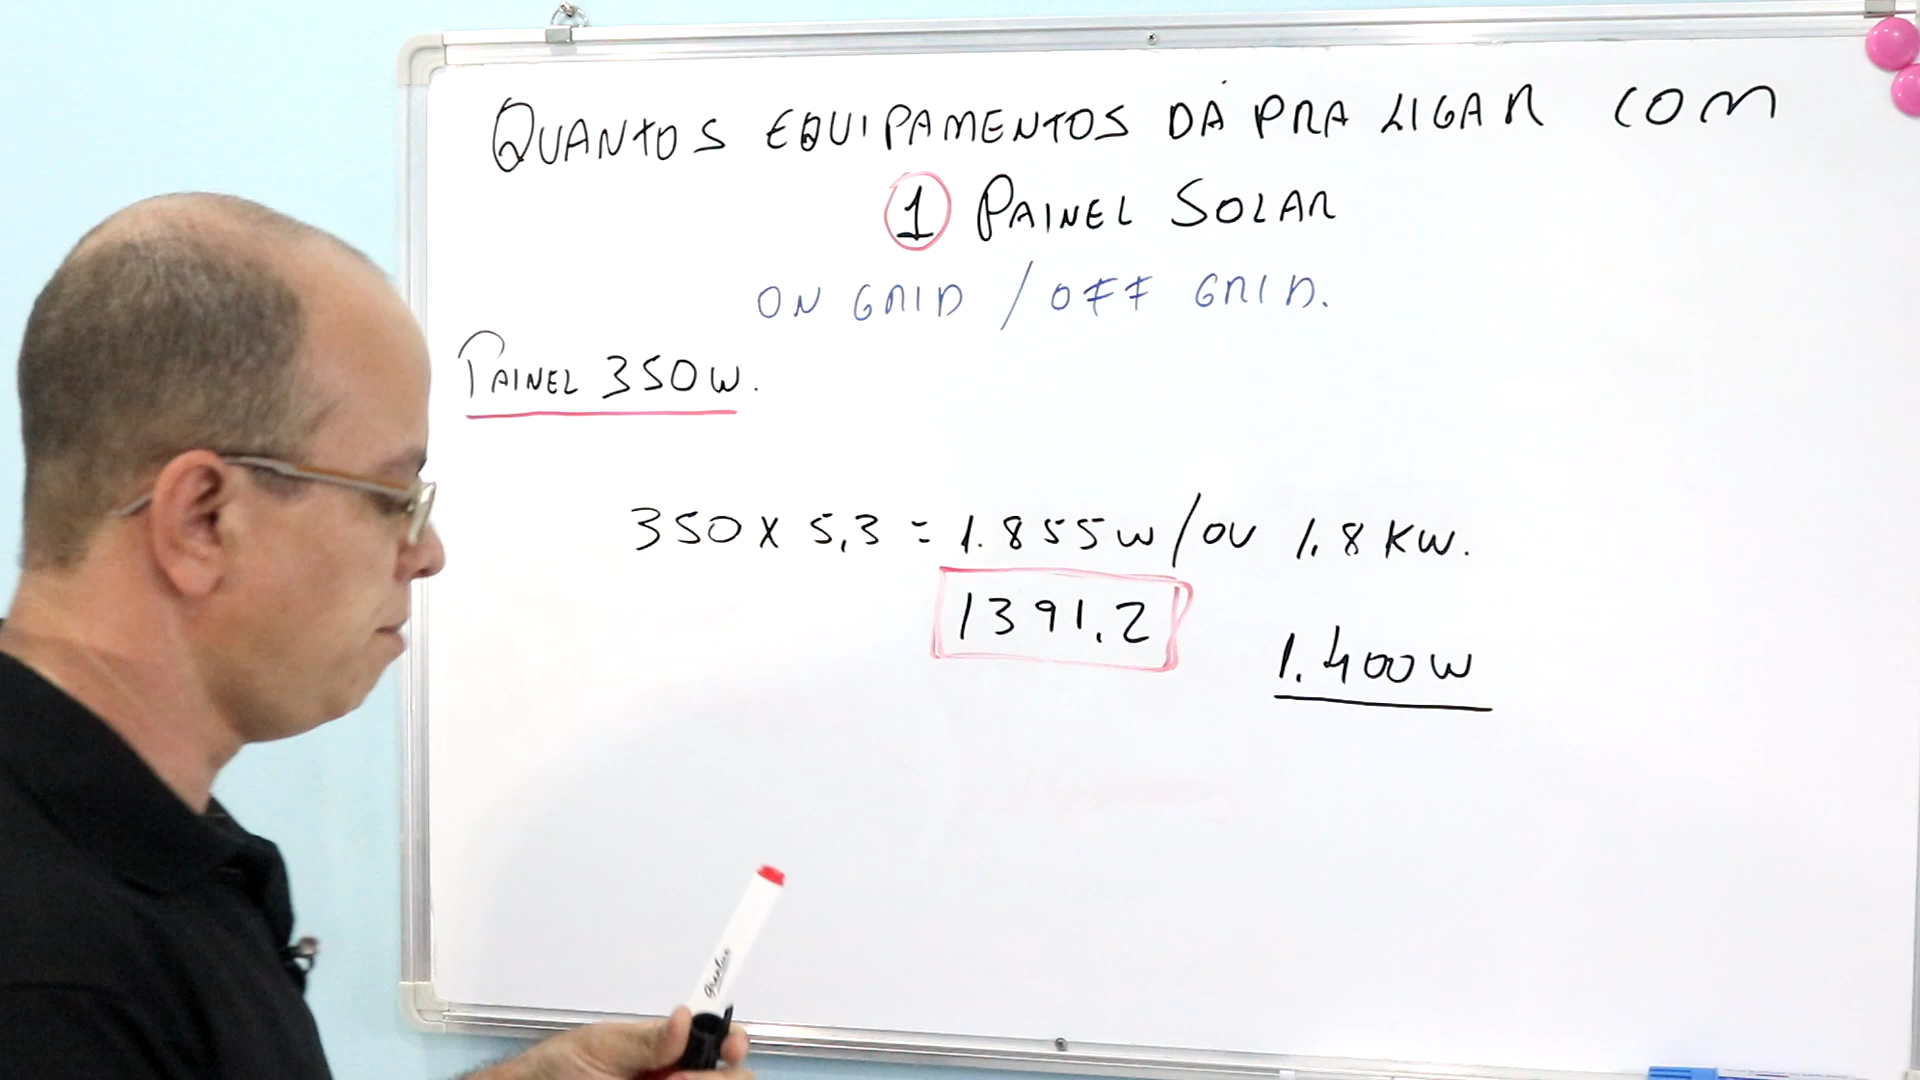 QUANTOS EQUIPAMENTOS DÁ PRA LIGAR COM
1 PAINEL SOLAR
ON GRID / OFF GRID.
PAINEL 350W.
350 X 5,3 = 1.855W / OU 1,8 KW.
1391,2
1.400W